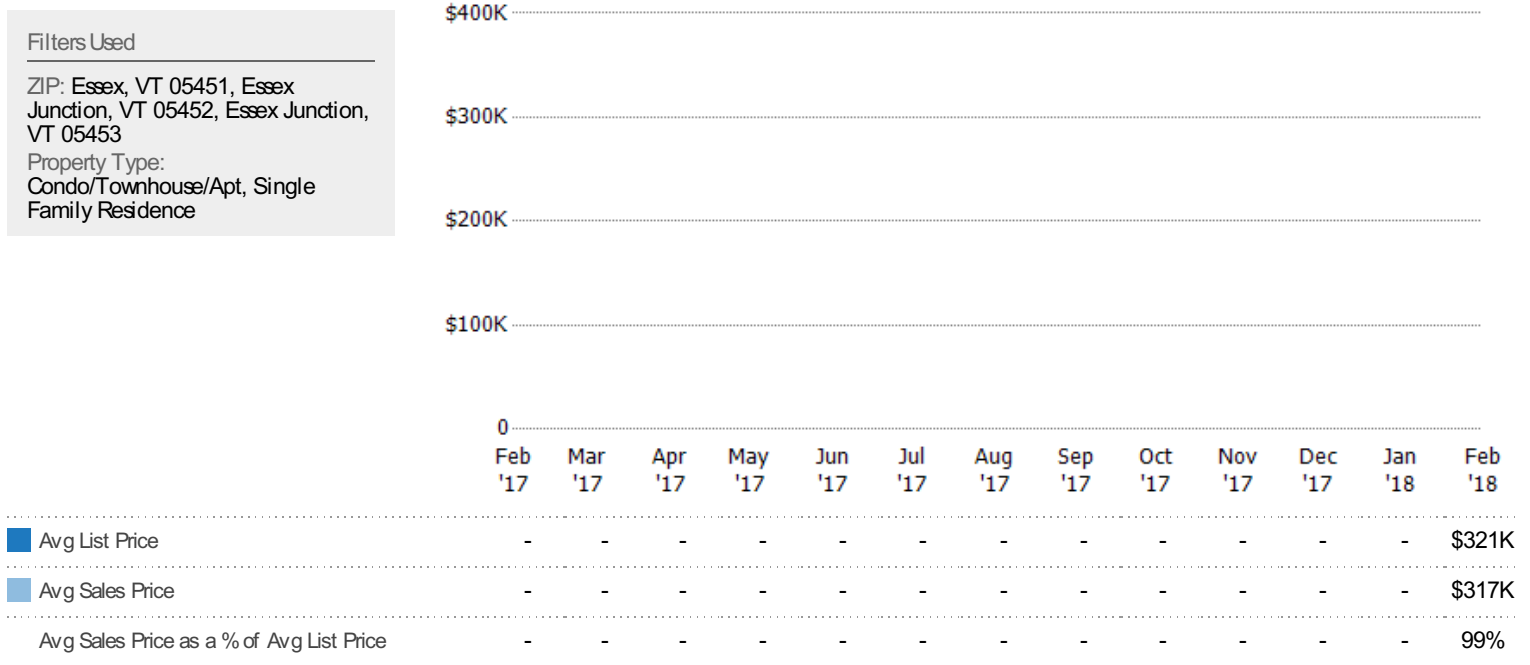 Filters Used
ZIP: Essex, VT 05451, Essex
Junction, VT 05452, Essex Junction,
VT 05453
Property Type:
Condo/Townhouse/Apt, Single
Family Residence
$400K
$300K
$200K
$100K
0
Feb Mar Apr May Jun Jul Aug Sep Oct Nov Dec Jan Feb
'17 '17 '17 '17 '17 '17 '17 '17 '17 '17 '17 '18 '18
Avg List Price - - - - - - - - - - - - $321K
Avg Sales Price - - - - - - - - - - - - $317K
Avg Sales Price as a % of Avg List Price - - - - - - - - - - - - 99%